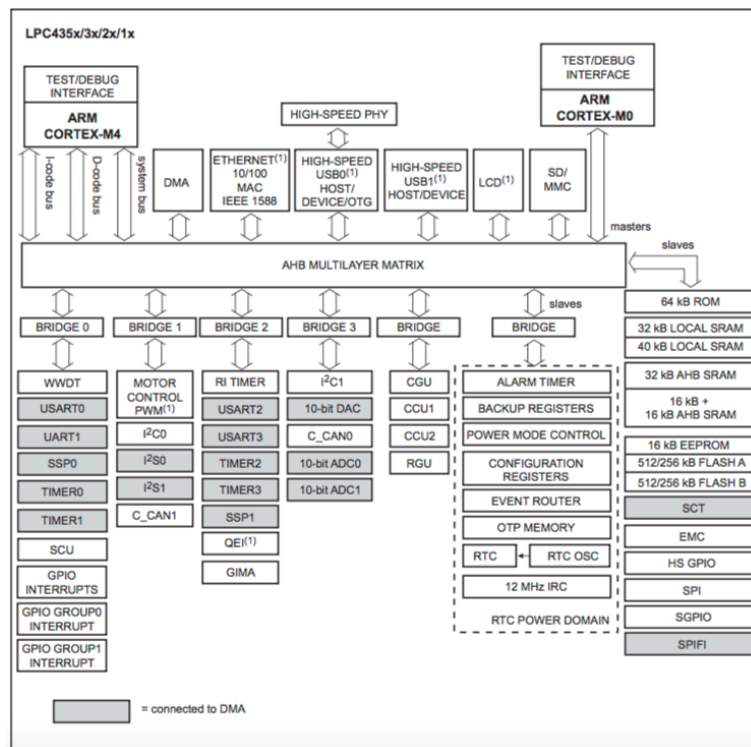 LPC435x/3x/2x/1x
TEST/DEBUG
INTERFACE
ARM
CORTEX-M4
TEST/DEBUG
INTERFACE
ARM
CORTEX-M0
HIGH-SPEED PHY
I-code bus
D-code bus
system bus
DMA
ETHERNET(1)
10/100
MAC
IEEE 1588
HIGH-SPEED
USB0(1)
HOST/
DEVICE/OTG
HIGH-SPEED
USB1(1)
HOST/DEVICE
LCD(1)
SD/
MMC
masters
slaves
AHB MULTILAYER MATRIX
slaves
BRIDGE 0
BRIDGE 1
BRIDGE 2
BRIDGE 3
BRIDGE
BRIDGE
WWDT
USART0
UART1
SSP0
TIMER0
TIMER1
SCU
GPIO
INTERRUPTS
GPIO GROUP0
INTERRUPT
GPIO GROUP1
INTERRUPT
MOTOR
CONTROL
PWM(1)
I2C0
I2S0
I2S1
C_CAN1
RI TIMER
USART2
USART3
TIMER2
TIMER3
SSP1
QEI(1)
GIMA
I2C1
10-bit DAC
C_CAN0
10-bit ADC0
10-bit ADC1
CGU
CCU1
CCU2
RGU
ALARM TIMER
BACKUP REGISTERS
POWER MODE CONTROL
CONFIGURATION
REGISTERS
EVENT ROUTER
OTP MEMORY
RTC
RTC OSC
12 MHz IRC
RTC POWER DOMAIN
64 kB ROM
32 kB LOCAL SRAM
40 kB LOCAL SRAM
32 kB AHB SRAM
16 kB +
16 kB AHB SRAM
16 kB EEPROM
512/256 kB FLASH A
512/256 kB FLASH B
SCT
EMC
HS GPIO
SPI
SGPIO
SPIFI
= connected to DMA